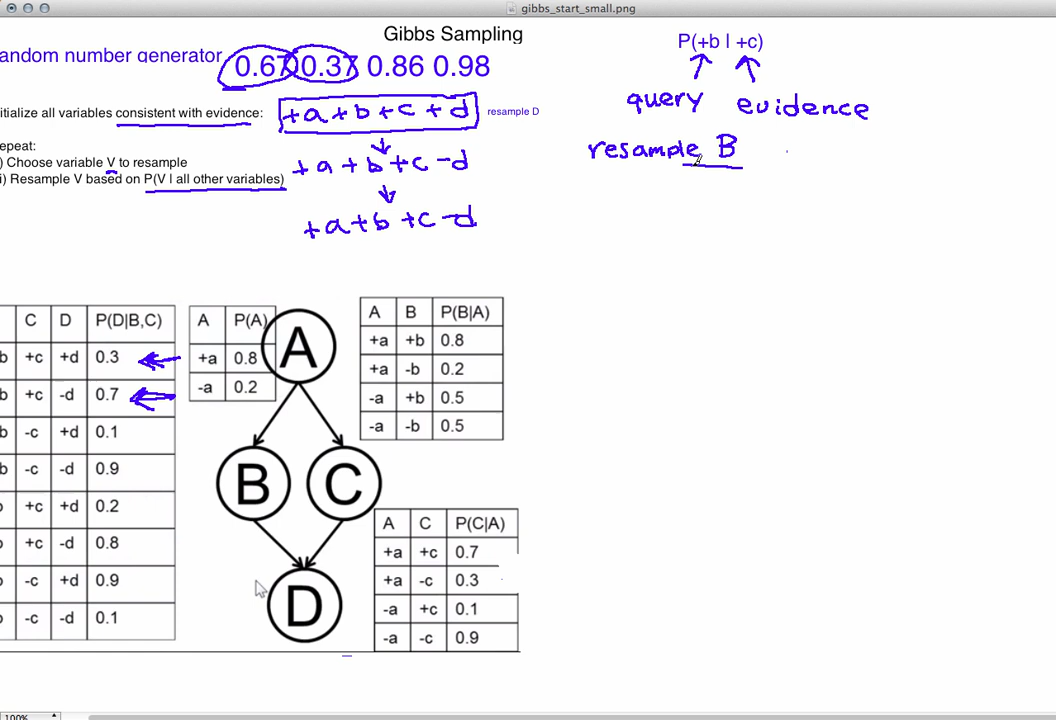 gibbs_start_small.png
Gibbs Sampling
andom number generator 0.67 0.37 0.86 0.98
P(+b | +c)
query evidence
itialize all variables consistent with evidence: +a +b +c +d resample D
epeat:
) Choose variable V to resample
i) Resample V based on P(V | all other variables)
+a +b +c -d
+a +b +c -d
resample B
C D P(D|B,C)
b +c +d 0.3
b +c -d 0.7
b -c +d 0.1
b -c -d 0.9
+c +d 0.2
+c -d 0.8
-c +d 0.9
-c -d 0.1
A P(A)
+a 0.8
-a 0.2
A
B
C
D
A B P(B|A)
+a +b 0.8
+a -b 0.2
-a +b 0.5
-a -b 0.5
A C P(C|A)
+a +c 0.7
+a -c 0.3
-a +c 0.1
-a -c 0.9
100%